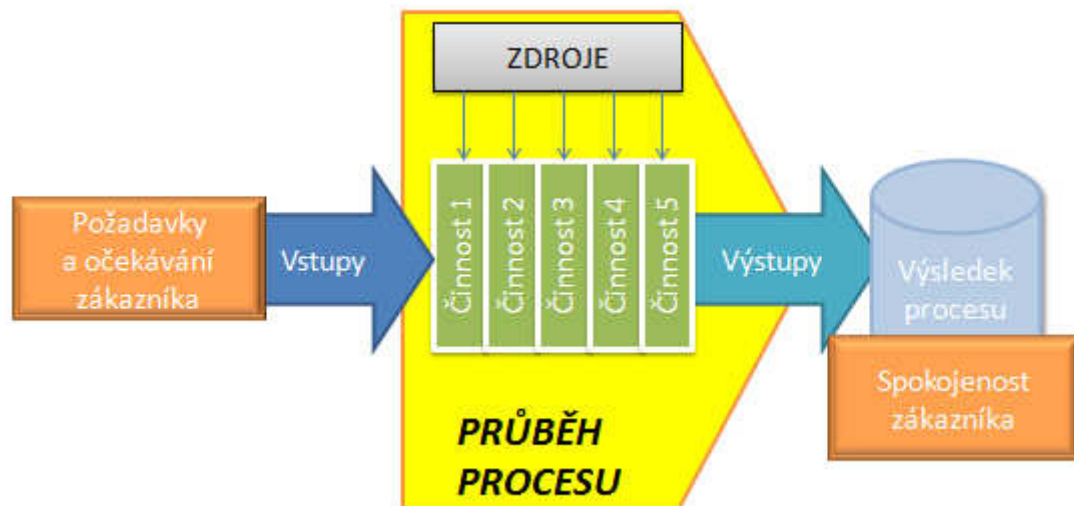 ZDROJE
Požadavky
a očekávání
zákazníka
Vstupy
Činnost 1
Činnost 2
Činnost 3
Činnost 4
Činnost 5
Výstupy
Výsledek
procesu
Spokojenost
zákazníka
PRŮBĚH
PROCESU